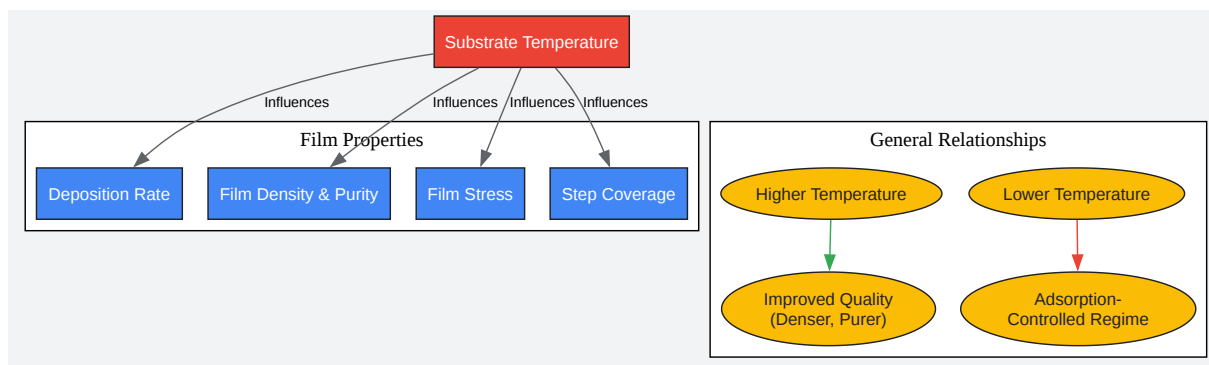 Substrate Temperature
Influences
Influences
Influences
Influences
Film Properties
General Relationships
Deposition Rate
Film Density & Purity
Film Stress
Step Coverage
Higher Temperature
Lower Temperature
Improved Quality
(Denser, Purer)
Adsorption-
Controlled Regime